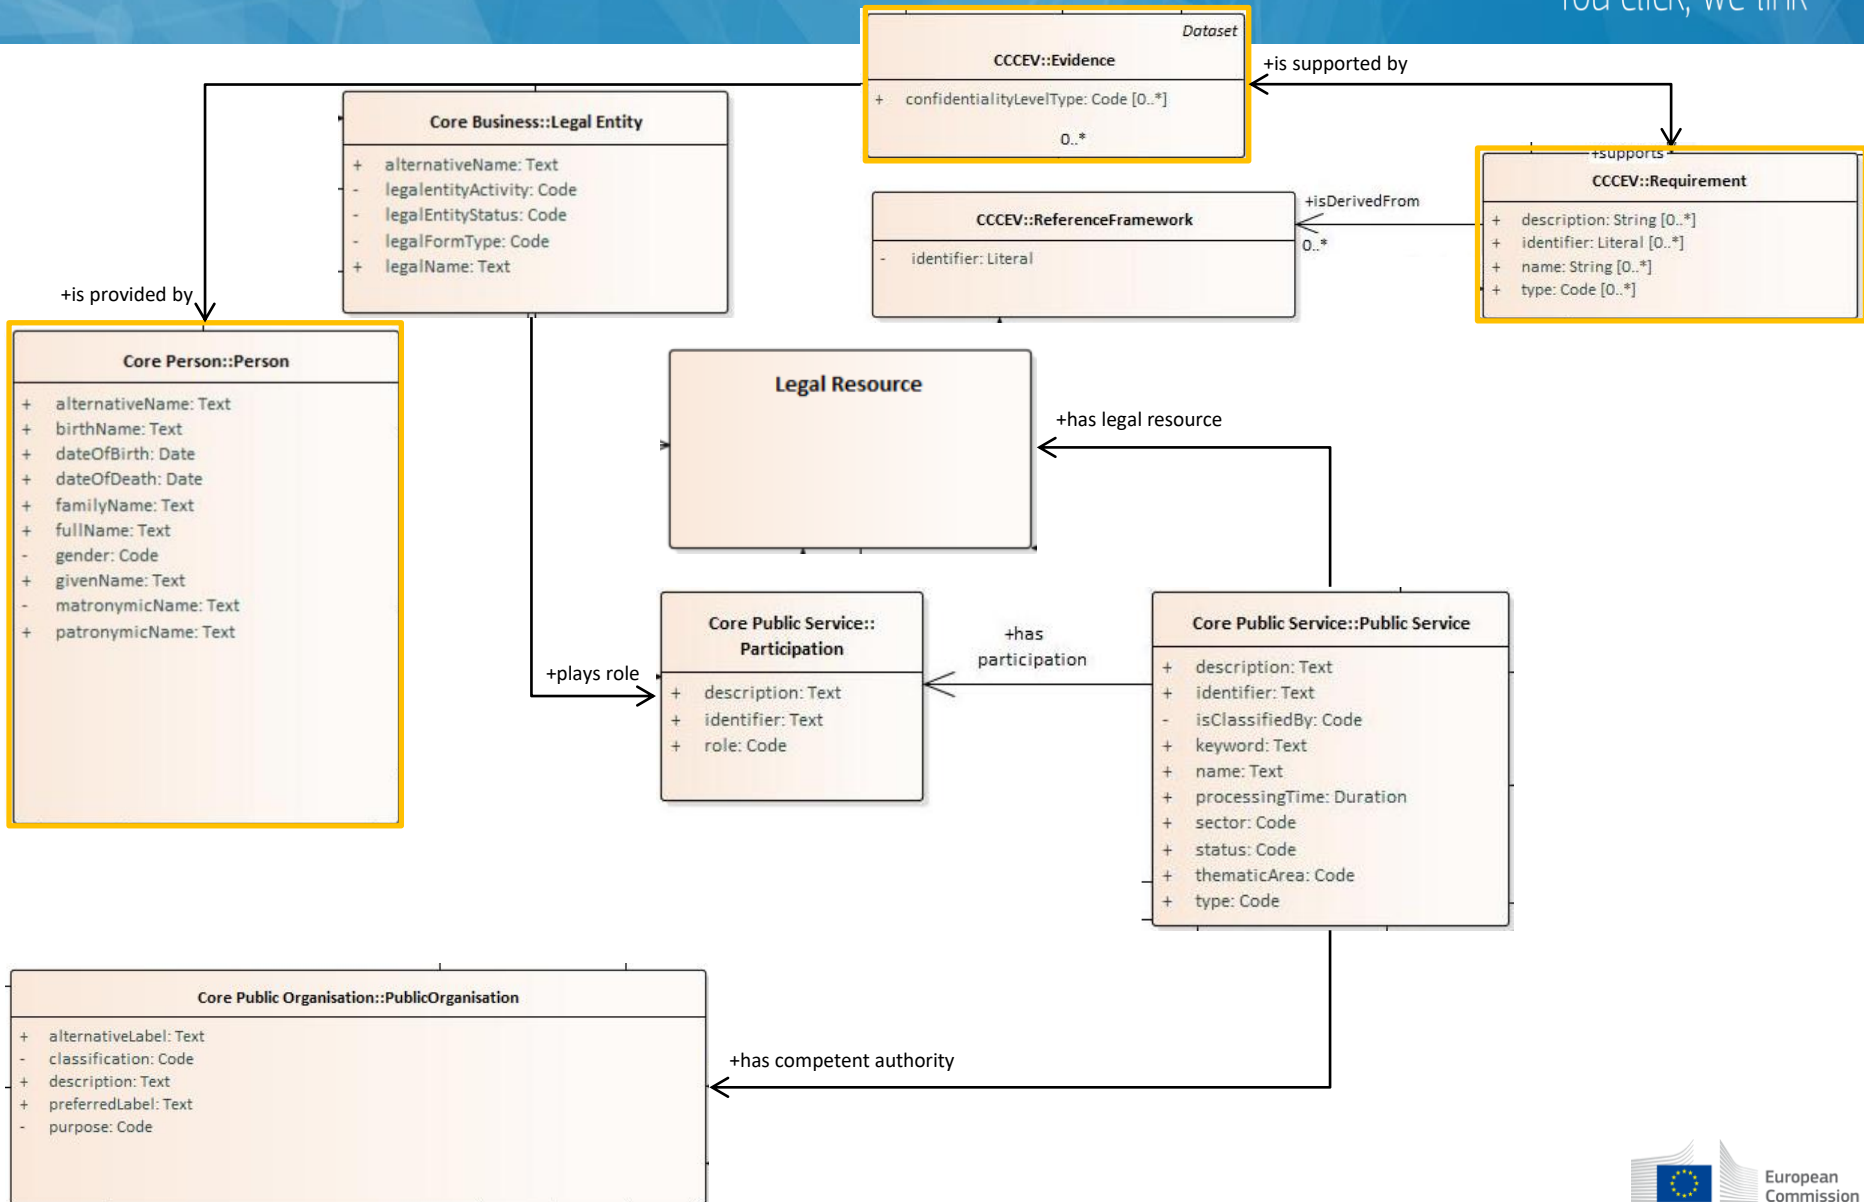 You click, we link
Dataset
CCCEV::Evidence
+ confidentialityLevelType: Code [0..*]
0..*
+is supported by
Core Business::Legal Entity
+ alternativeName: Text
- legalentityActivity: Code
- legalEntityStatus: Code
- legalFormType: Code
+ legalName: Text
+supports
CCCEV::Requirement
+ description: String [0..*]
+ identifier: Literal [0..*]
+ name: String [0..*]
+ type: Code [0..*]
CCCEV::ReferenceFramework
- identifier: Literal
+isDerivedFrom
0..*
+is provided by
Core Person::Person
+ alternativeName: Text
+ birthName: Text
+ dateOfBirth: Date
+ dateOfDeath: Date
+ familyName: Text
+ fullName: Text
- gender: Code
+ givenName: Text
- matronymicName: Text
+ patronymicName: Text
Legal Resource
+has legal resource
Core Public Service::
Participation
+ description: Text
+ identifier: Text
+ role: Code
+plays role
+has
participation
Core Public Service::Public Service
+ description: Text
+ identifier: Text
- isClassifiedBy: Code
+ keyword: Text
+ name: Text
+ processingTime: Duration
+ sector: Code
+ status: Code
+ thematicArea: Code
+ type: Code
Core Public Organisation::PublicOrganisation
+ alternativeLabel: Text
- classification: Code
+ description: Text
+ preferredLabel: Text
- purpose: Code
+has competent authority
European
Commission